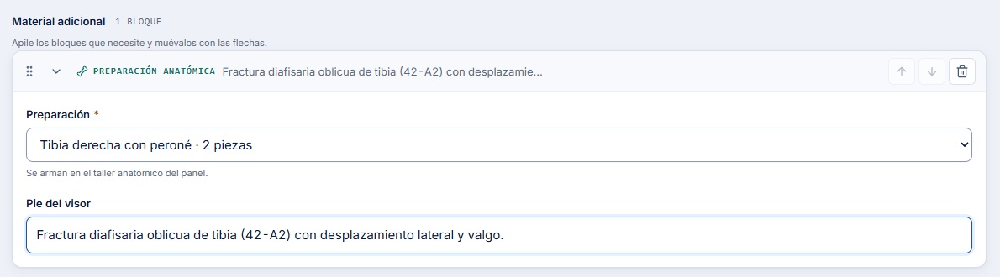 Material adicional 1 BLOQUE
Apile los bloques que necesite y muévalos con las flechas.
PREPARACIÓN ANATÓMICA Fractura diafisaria oblicua de tibia (42-A2) con desplazamie...
Preparación *
Tibia derecha con peroné · 2 piezas
Se arman en el taller anatómico del panel.
Pie del visor
Fractura diafisaria oblicua de tibia (42-A2) con desplazamiento lateral y valgo.